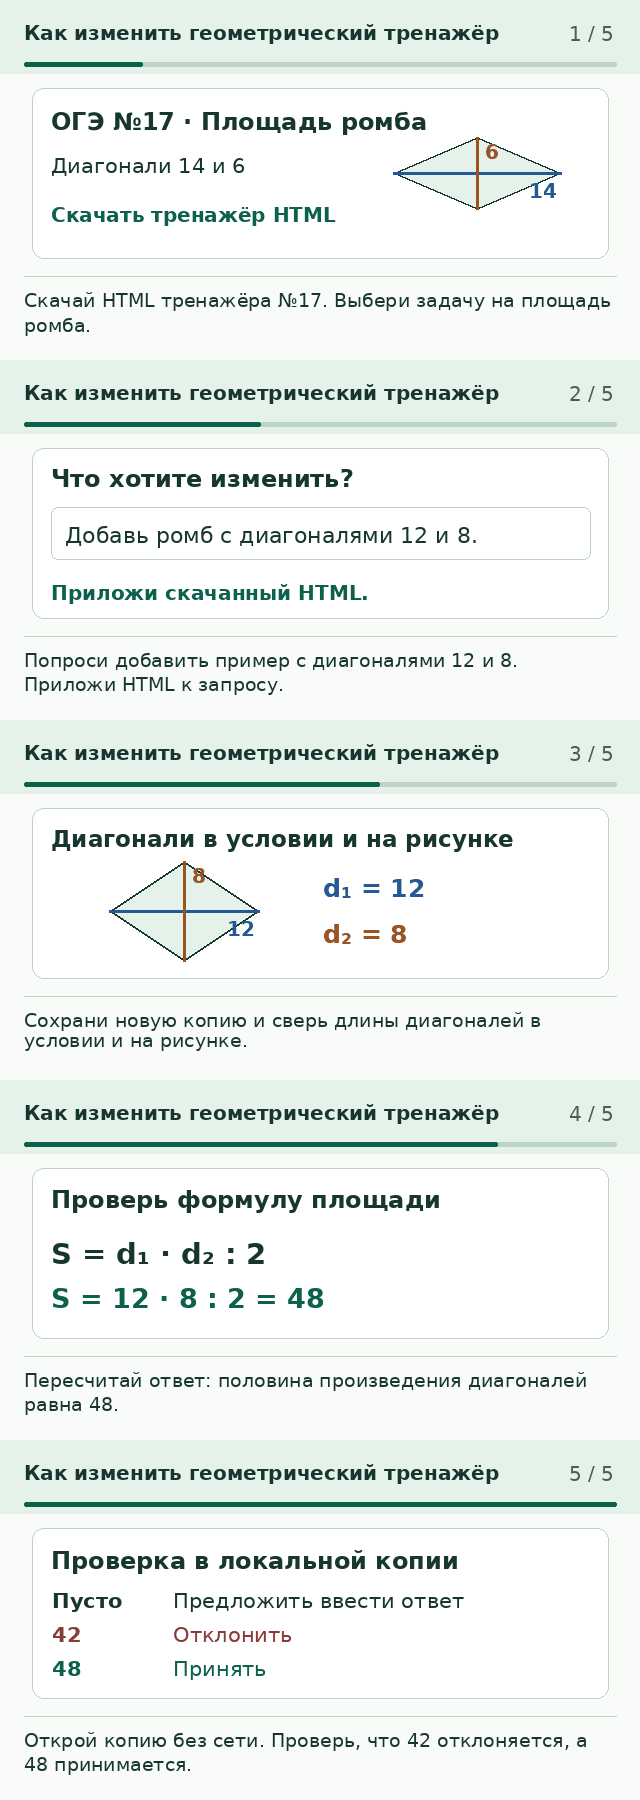 Как изменить геометрический тренажёр 1 / 5
ОГЭ №17 · Площадь ромба
Диагонали 14 и 6
6
14
Скачать тренажёр HTML
Скачай HTML тренажёра №17. Выбери задачу на площадь
ромба.
Как изменить геометрический тренажёр 2 / 5
Что хотите изменить?
Добавь ромб с диагоналями 12 и 8.
Приложи скачанный HTML.
Попроси добавить пример с диагоналями 12 и 8.
Приложи HTML к запросу.
Как изменить геометрический тренажёр 3 / 5
Диагонали в условии и на рисунке
8
12
d₁ = 12
d₂ = 8
Сохрани новую копию и сверь длины диагоналей в
условии и на рисунке.
Как изменить геометрический тренажёр 4 / 5
Проверь формулу площади
S = d₁ · d₂ : 2
S = 12 · 8 : 2 = 48
Пересчитай ответ: половина произведения диагоналей
равна 48.
Как изменить геометрический тренажёр 5 / 5
Проверка в локальной копии
Пусто Предложить ввести ответ
42 Отклонить
48 Принять
Открой копию без сети. Проверь, что 42 отклоняется, а
48 принимается.